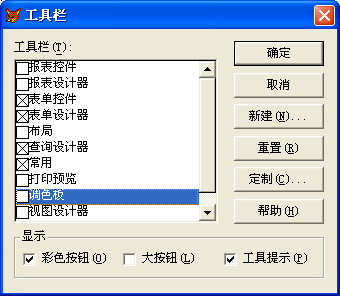 工具栏
工具栏(T):
报表控件
报表设计器
表单控件
表单设计器
布局
查询设计器
常用
打印预览
调色板
视图设计器
确定
取消
新建(N)...
重置(R)
定制(C)...
帮助(H)
显示
彩色按钮(O) 大按钮(L) 工具提示(P)